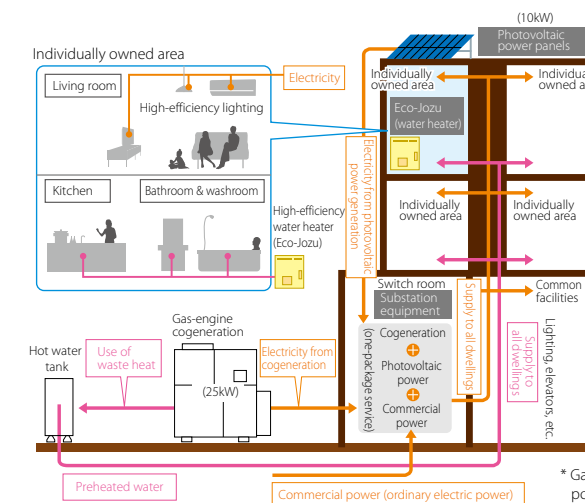 (10kW)
Photovoltaic
power panels
Individually owned area
Living room
Electricity
High-efficiency lighting
Kitchen
Bathroom & washroom
High-efficiency
water heater
(Eco-Jozu)
Individually
owned area
Individua
owned a
Eco-Jozu
(water heater)
Electricity from photovoltaic
power generation
Individually
owned area
Individually
owned area
Switch room
Substation
equipment
Common
facilities
Supply to all dwellings
Supply to
all dwellings
Lighting, elevators, etc.
Gas-engine
cogeneration
Hot water
tank
Use of
waste heat
(25kW)
Electricity from
cogeneration
(one-package service)
Cogeneration
Photovoltaic
power
Commercial
power
Preheated water
Commercial power (ordinary electric power)
* Ga
po